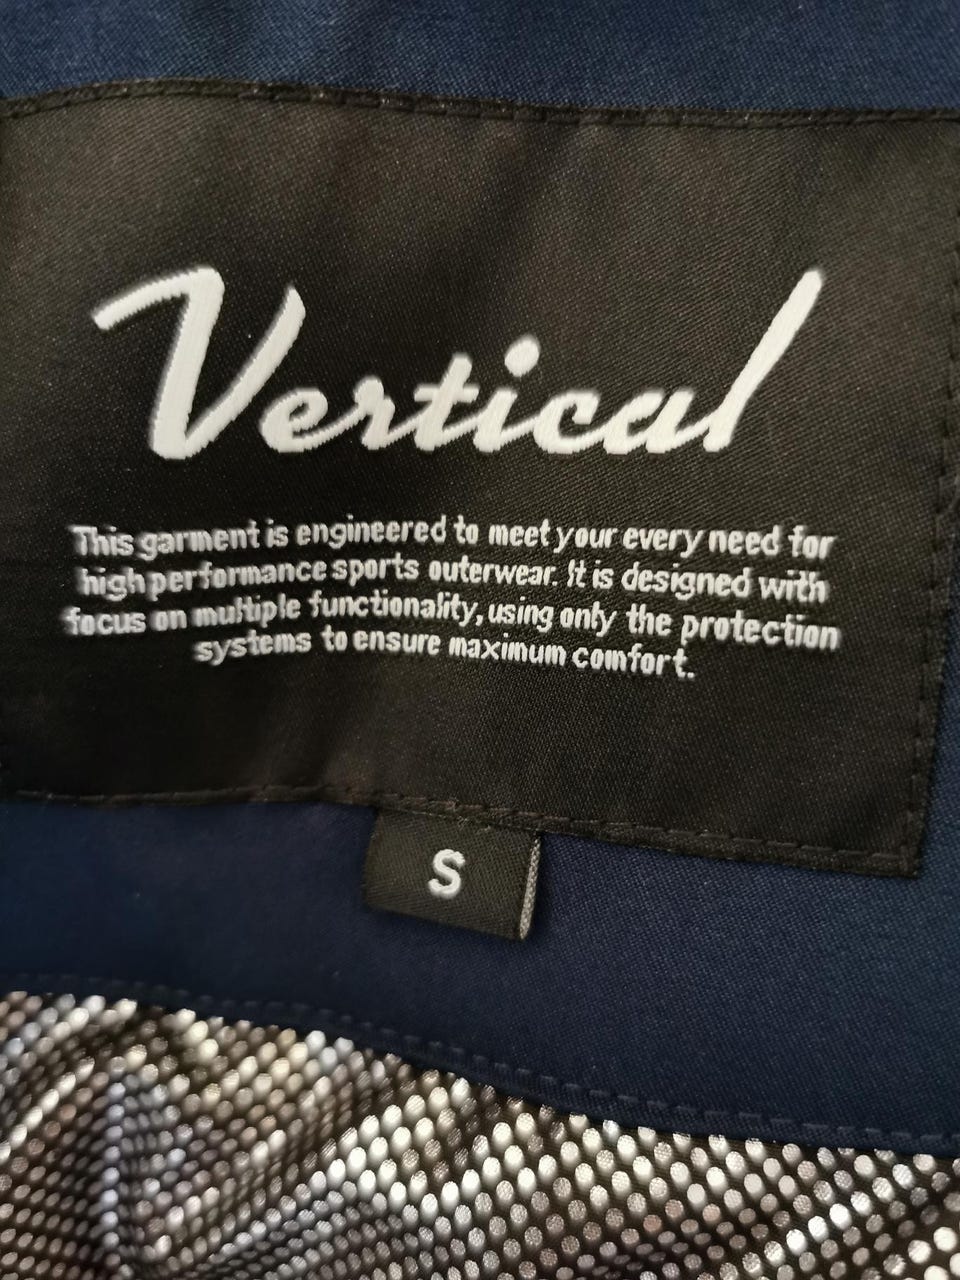 Vertical
This garment is engineered to meet your every need for
high performance sports outerwear. It is designed with
focus on multiple functionality, using only the protection
systems to ensure maximum comfort.
S